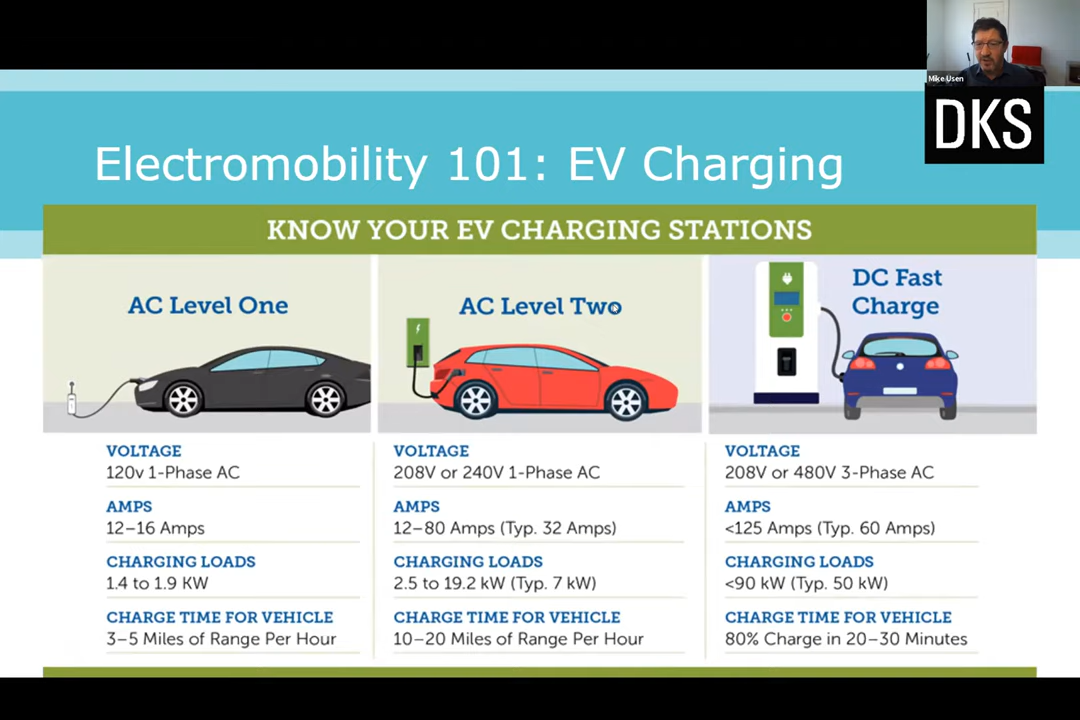 Mike Usen
DKS
Electromobility 101: EV Charging
KNOW YOUR EV CHARGING STATIONS
AC Level One
VOLTAGE
120v 1-Phase AC
AMPS
12–16 Amps
CHARGING LOADS
1.4 to 1.9 KW
CHARGE TIME FOR VEHICLE
3–5 Miles of Range Per Hour
AC Level Two
VOLTAGE
208V or 240V 1-Phase AC
AMPS
12–80 Amps (Typ. 32 Amps)
CHARGING LOADS
2.5 to 19.2 kW (Typ. 7 kW)
CHARGE TIME FOR VEHICLE
10–20 Miles of Range Per Hour
DC Fast
Charge
VOLTAGE
208V or 480V 3-Phase AC
AMPS
<125 Amps (Typ. 60 Amps)
CHARGING LOADS
<90 kW (Typ. 50 kW)
CHARGE TIME FOR VEHICLE
80% Charge in 20–30 Minutes